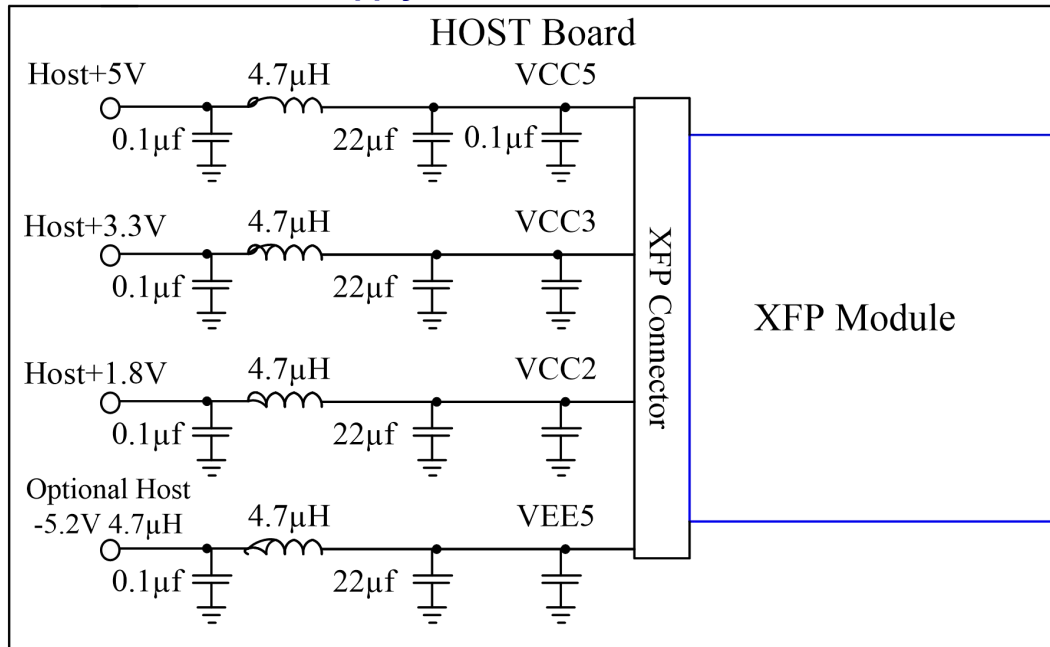 HOST Board
Host+5V
4.7µH
VCC5
0.1µf
22µf
0.1µf
Host+3.3V
4.7µH
VCC3
0.1µf
22µf
Host+1.8V
4.7µH
VCC2
0.1µf
22µf
Optional Host
-5.2V 4.7µH
4.7µH
VEE5
0.1µf
22µf
XFP Connector
XFP Module